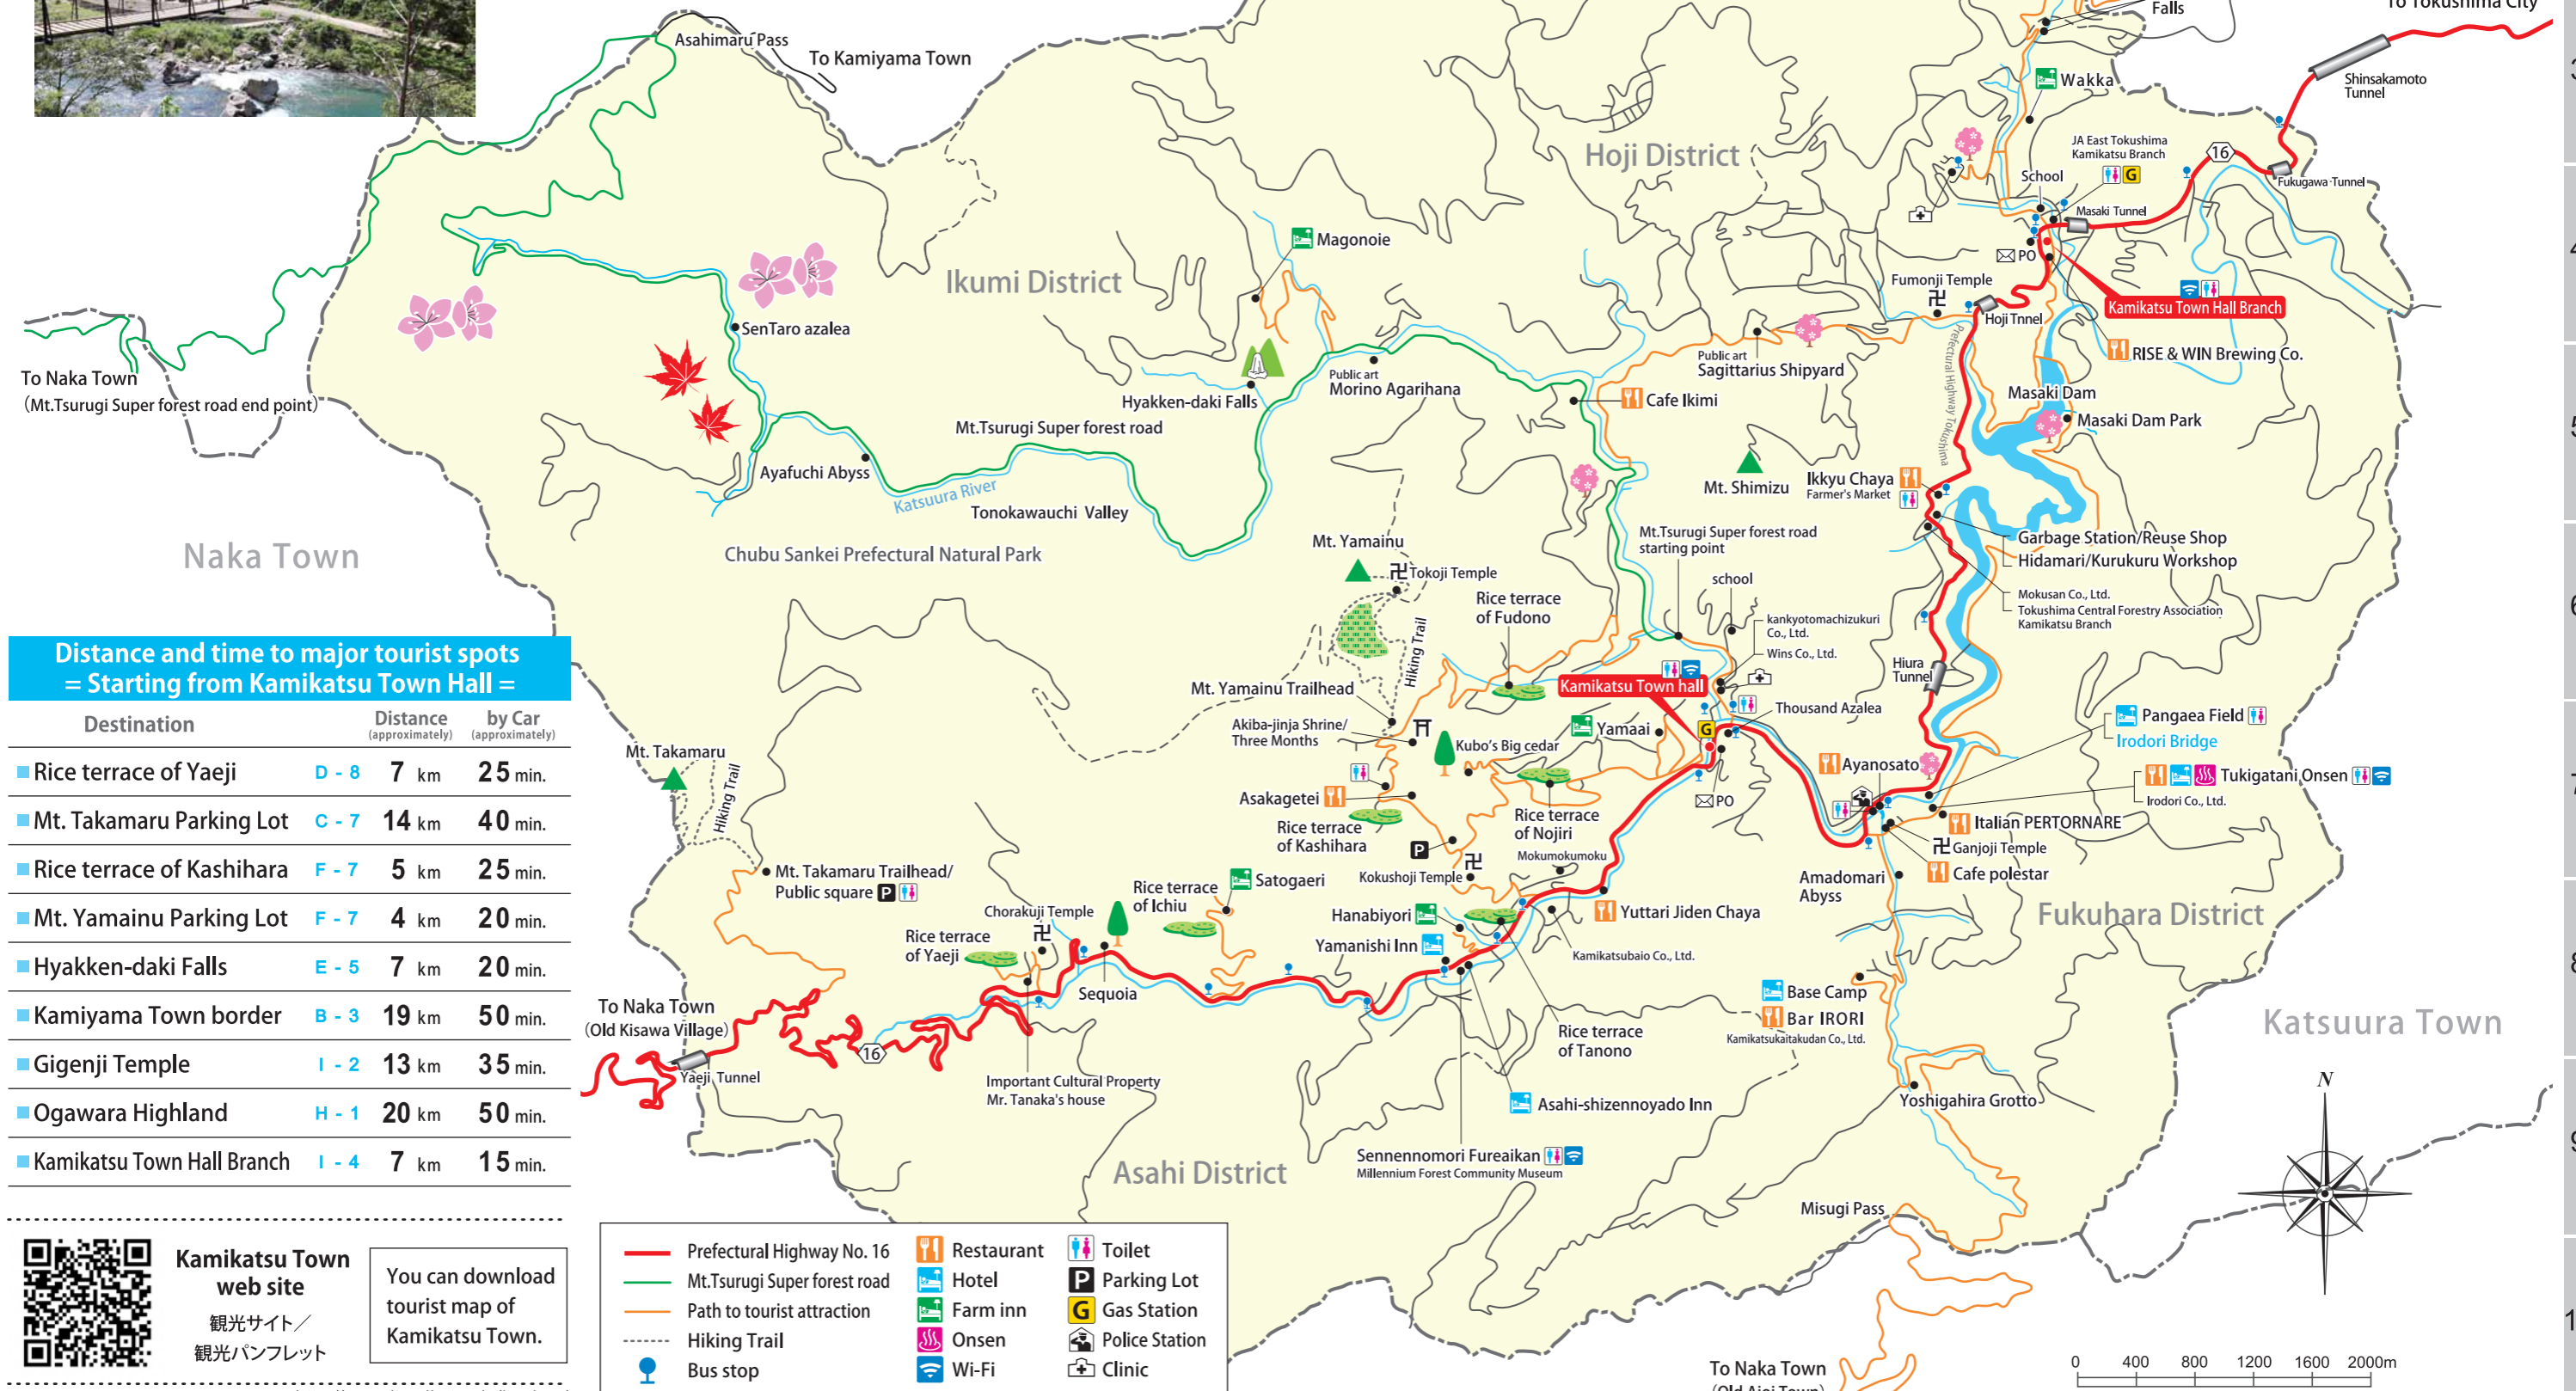 Falls
To Tokushima City
Asahimaru Pass
To Kamiyama Town
Shinsakamoto
Tunnel
3
Wakka
JA East Tokushima
Kamikatsu Branch
16
Hoji District
School
Fukugawa Tunnel
G
Masaki Tunnel
Magonoie
4
PO
Ikumi District
Fumonji Temple
Kamikatsu Town Hall Branch
Hoji Tnnel
SenTaro azalea
Prefectural Highway Tokushima
RISE & WIN Brewing Co.
Public art
Sagittarius Shipyard
To Naka Town
(Mt.Tsurugi Super forest road end point)
Public art
Morino Agarihana
Hyakken-daki Falls
Cafe Ikimi
Masaki Dam
Masaki Dam Park
5
Mt.Tsurugi Super forest road
Ayafuchi Abyss
Katsuura River
Tonokawauchi Valley
Mt. Shimizu
Ikkyu Chaya
Farmer's Market
Chubu Sankei Prefectural Natural Park
Naka Town
Mt.Tsurugi Super forest road
starting point
Garbage Station/Reuse Shop
Hidamari/Kurukuru Workshop
Mt. Yamainu
Tokoji Temple
school
Mokusan Co., Ltd.
Tokushima Central Forestry Association
Kamikatsu Branch
6
Rice terrace
of Fudono
kankyotomachizukuri
Co., Ltd.
Wins Co., Ltd.
Hiking Trail
Hiura
Tunnel
Kamikatsu Town hall
Mt. Yamainu Trailhead
Thousand Azalea
Akiba-jinja Shrine/
Three Months
Yamaai
G
Pangaea Field
Irodori Bridge
Kubo's Big cedar
Mt. Takamaru
Hiking Trail
Ayanosato
Tukigatani Onsen
Irodori Co., Ltd.
7
Asakagetei
PO
Rice terrace
of Kashihara
Rice terrace
of Nojiri
Italian PERTORNARE
Ganjoji Temple
P
Mokumokumoku
Kokushoji Temple
Cafe polestar
Mt. Takamaru Trailhead/
Public square P
Amadomari
Abyss
Satogaeri
Rice terrace
of Ichiu
Chorakuji Temple
Hanabiyori
Yuttari Jiden Chaya
Fukuhara District
Rice terrace
of Yaeji
Yamanishi Inn
Kamikatsubaio Co., Ltd.
8
Sequoia
Base Camp
Bar IRORI
Kamikatsukaitakudan Co., Ltd.
To Naka Town
(Old Kisawa Village)
Katsuura Town
Rice terrace
of Tanono
16
Yaeji Tunnel
Important Cultural Property
Mr. Tanaka's house
Asahi-shizennoyado Inn
Yoshigahira Grotto
N
Sennennomori Fureaikan
Millennium Forest Community Museum
Asahi District
9
Misugi Pass
To Naka Town
(Old Aioi Town)
1
0 400 800 1200 1600 2000m
Distance and time to major tourist spots
= Starting from Kamikatsu Town Hall =
Destination Distance (approximately) by Car (approximately)
Rice terrace of Yaeji D - 8 7 km 25 min.
Mt. Takamaru Parking Lot C - 7 14 km 40 min.
Rice terrace of Kashihara F - 7 5 km 25 min.
Mt. Yamainu Parking Lot F - 7 4 km 20 min.
Hyakken-daki Falls E - 5 7 km 20 min.
Kamiyama Town border B - 3 19 km 50 min.
Gigenji Temple I - 2 13 km 35 min.
Ogawara Highland H - 1 20 km 50 min.
Kamikatsu Town Hall Branch I - 4 7 km 15 min.
Kamikatsu Town
web site
観光サイト／
観光パンフレット
You can download
tourist map of
Kamikatsu Town.
Prefectural Highway No. 16
Mt.Tsurugi Super forest road
Path to tourist attraction
Hiking Trail
Bus stop
Restaurant
Hotel
Farm inn
Onsen
Wi-Fi
Toilet
P Parking Lot
G Gas Station
Police Station
Clinic